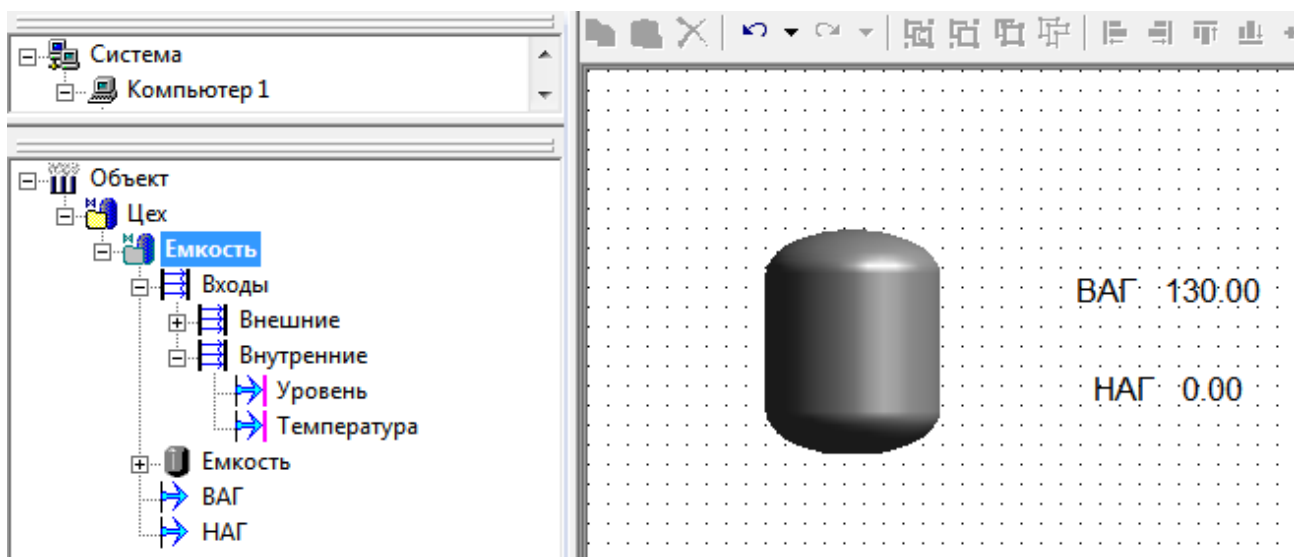 Система
Компьютер 1
Объект
Цех
Емкость
Входы
Внешние
Внутренние
Уровень
Температура
Емкость
ВАГ
НАГ
ВАГ 130.00
НАГ 0.00